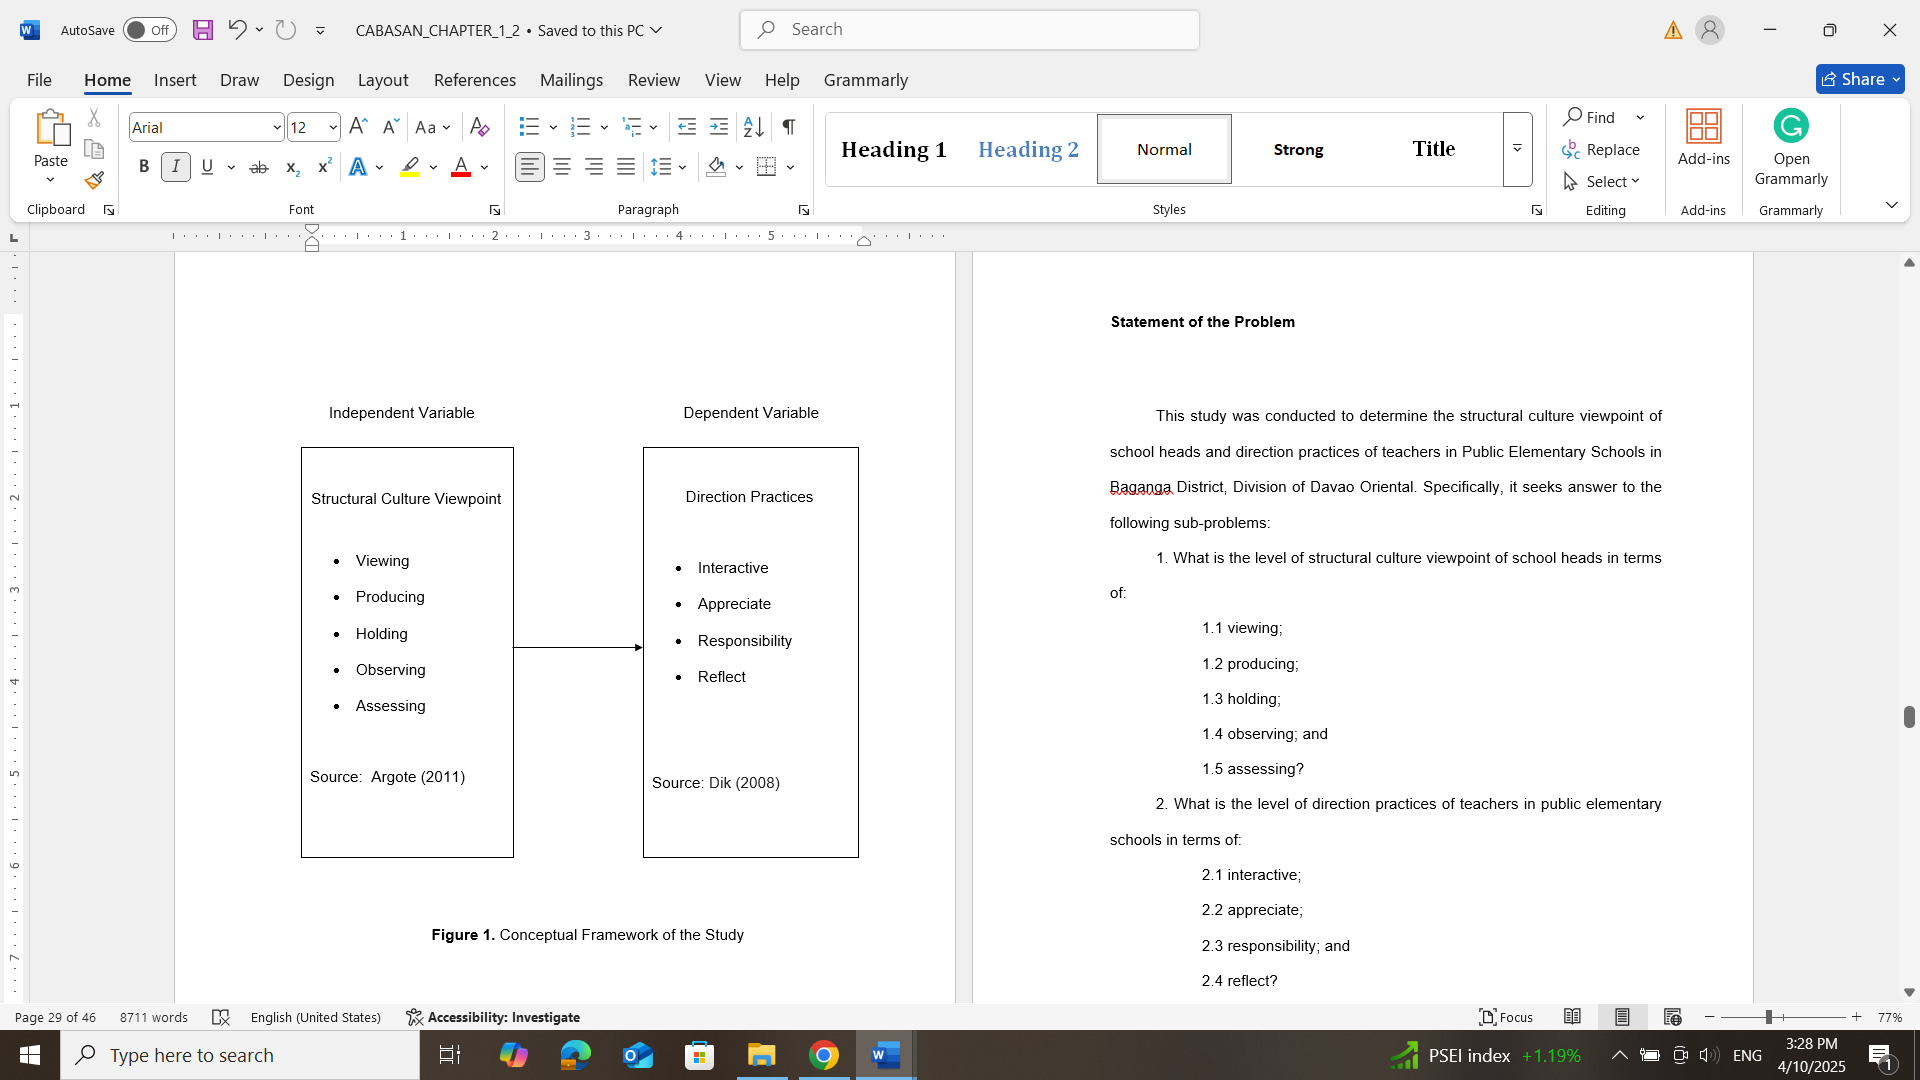 AutoSave Off CABASAN_CHAPTER_1_2 • Saved to this PC Search
File Home Insert Draw Design Layout References Mailings Review View Help Grammarly Share
Paste Arial 12 Aa Heading 1 Heading 2 Normal Strong Title Find Replace Select Add-ins Open Grammarly
Clipboard Font Paragraph Styles Editing Add-ins Grammarly
1 2 3 4 5
Independent Variable
Dependent Variable
Structural Culture Viewpoint
• Viewing
• Producing
• Holding
• Observing
• Assessing
Source: Argote (2011)
Direction Practices
• Interactive
• Appreciate
• Responsibility
• Reflect
Source: Dik (2008)
Figure 1. Conceptual Framework of the Study
Statement of the Problem
This study was conducted to determine the structural culture viewpoint of
school heads and direction practices of teachers in Public Elementary Schools in
Baganga District, Division of Davao Oriental. Specifically, it seeks answer to the
following sub-problems:
1. What is the level of structural culture viewpoint of school heads in terms
of:
1.1 viewing;
1.2 producing;
1.3 holding;
1.4 observing; and
1.5 assessing?
2. What is the level of direction practices of teachers in public elementary
schools in terms of:
2.1 interactive;
2.2 appreciate;
2.3 responsibility; and
2.4 reflect?
Page 29 of 46 8711 words English (United States) Accessibility: Investigate Focus 77%
Type here to search PSEI index +1.19% ENG 3:28 PM
4/10/2025 1